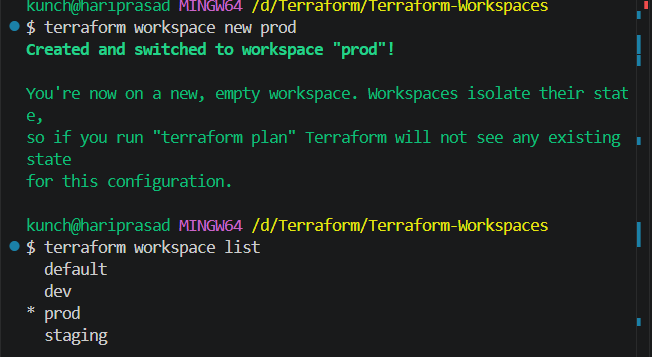 kunch@hariprasad MINGW64 /d/Terraform/Terraform-Workspaces
$ terraform workspace new prod
Created and switched to workspace "prod"!
You're now on a new, empty workspace. Workspaces isolate their stat
e,
so if you run "terraform plan" Terraform will not see any existing
state
for this configuration.
kunch@hariprasad MINGW64 /d/Terraform/Terraform-Workspaces
$ terraform workspace list
  default
  dev
* prod
  staging